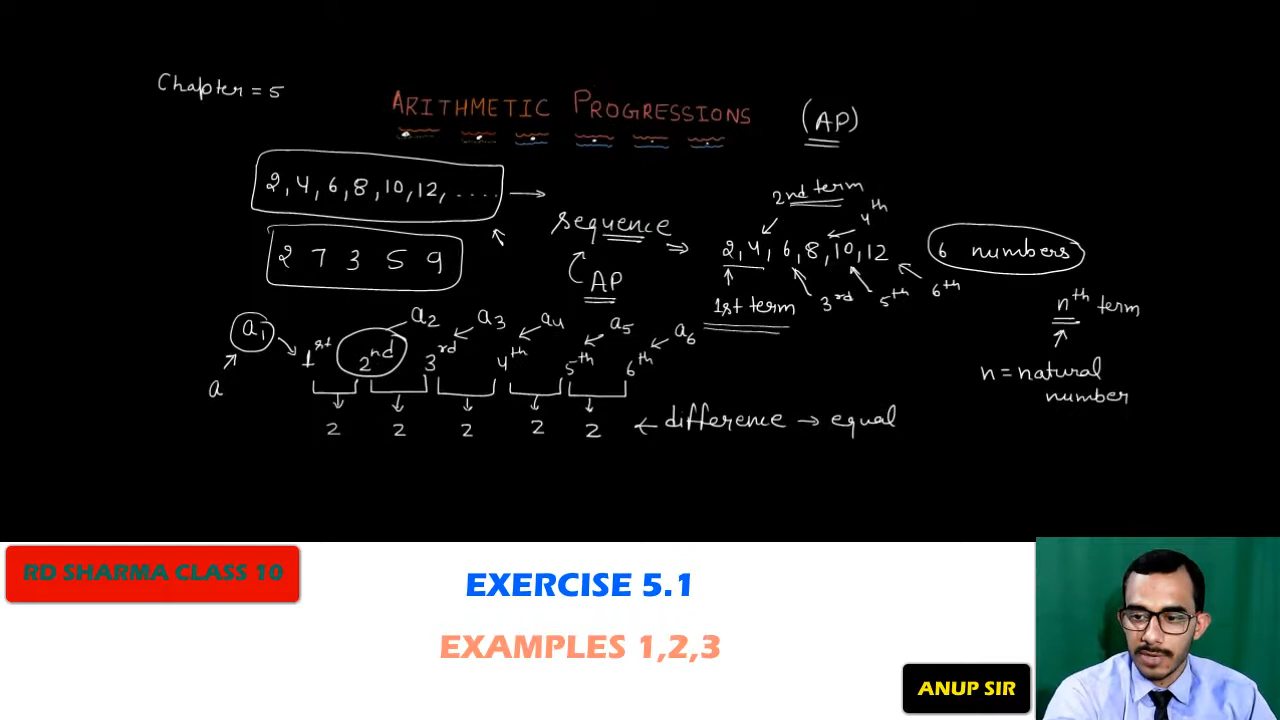 Chapter = 5
ARITHMETIC PROGRESSIONS (AP)
2, 4, 6, 8, 10, 12, .... →
2 7 3 5 9
sequence ⇒
AP
2nd term
4th
2, 4, 6, 8, 10, 12
6 numbers
1st term
3rd
5th
6th
nth term
n = natural
number
a1
a2
a3
a4
a5
a6
a
1st 2nd 3rd 4th 5th 6th
2 2 2 2 2 ← difference → equal
RD SHARMA CLASS 10
EXERCISE 5.1
EXAMPLES 1,2,3
ANUP SIR